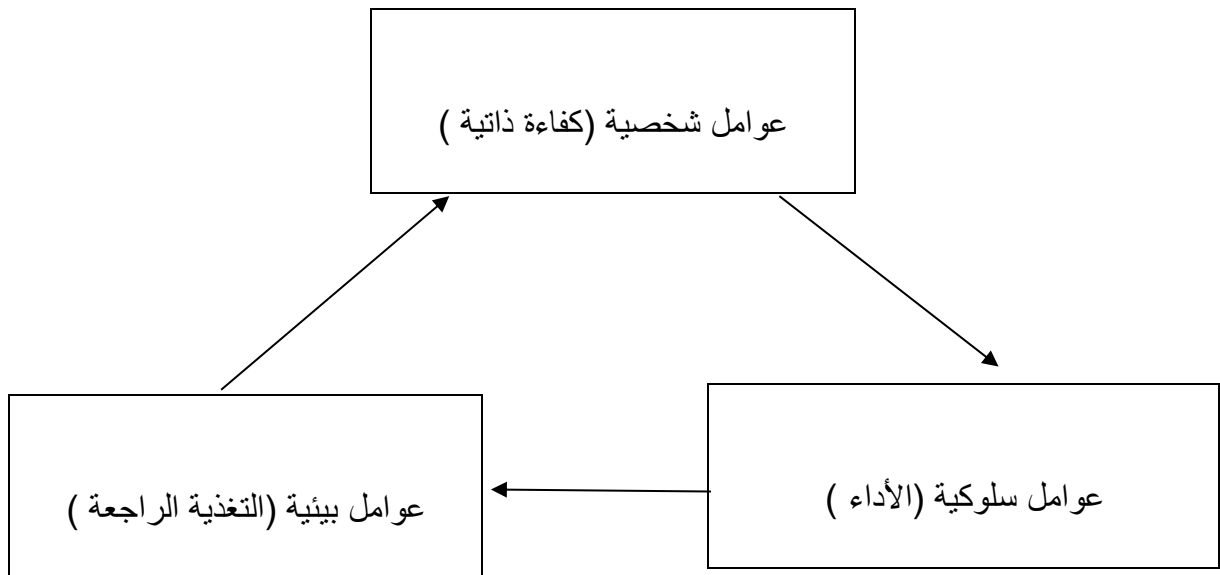 عوامل شخصية (كفاءة ذاتية )
عوامل سلوكية (الأداء )
عوامل بيئية (التغذية الراجعة )